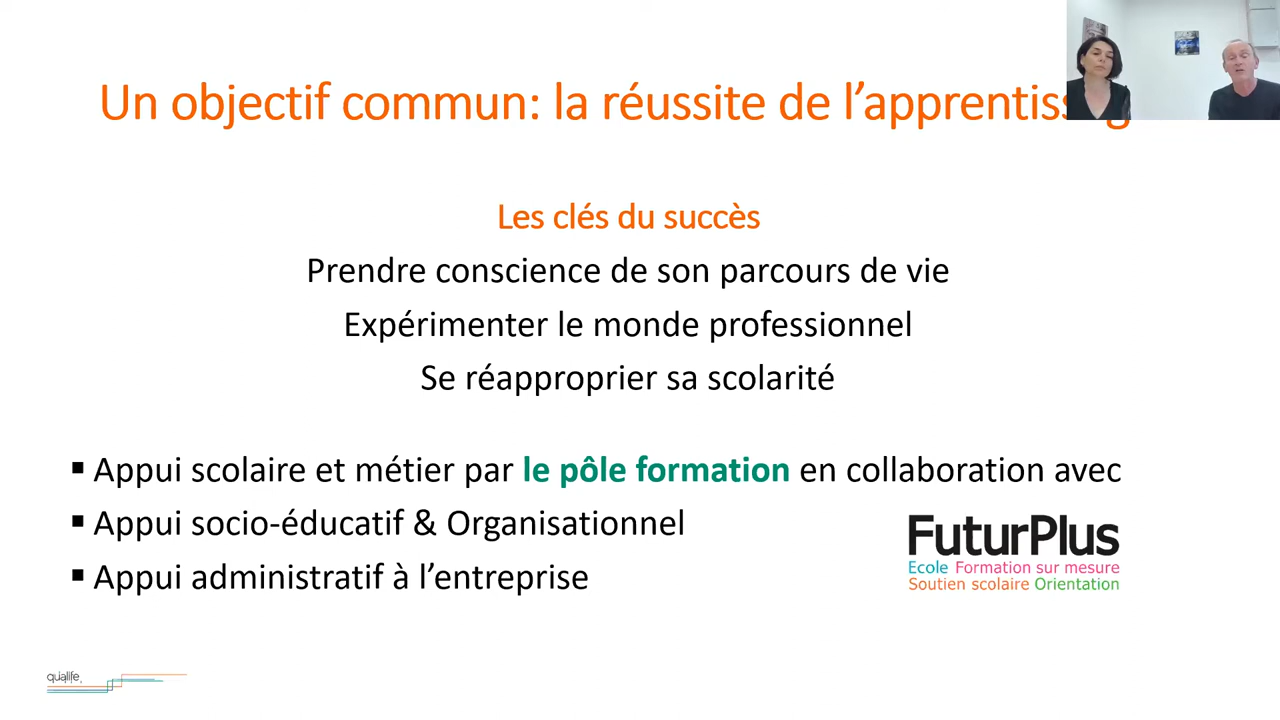 Un objectif commun: la réussite de
Les clés du succès
Prendre conscience de son parcours de vie
Expérimenter le monde professionnel
Se réapproprier sa scolarité
▪ Appui scolaire et métier par le pôle formation en collaboration avec
▪ Appui socio-éducatif & Organisationnel
▪ Appui administratif à l’entreprise
FuturPlus
Ecole Formation sur mesure
Soutien scolaire Orientation
qualife